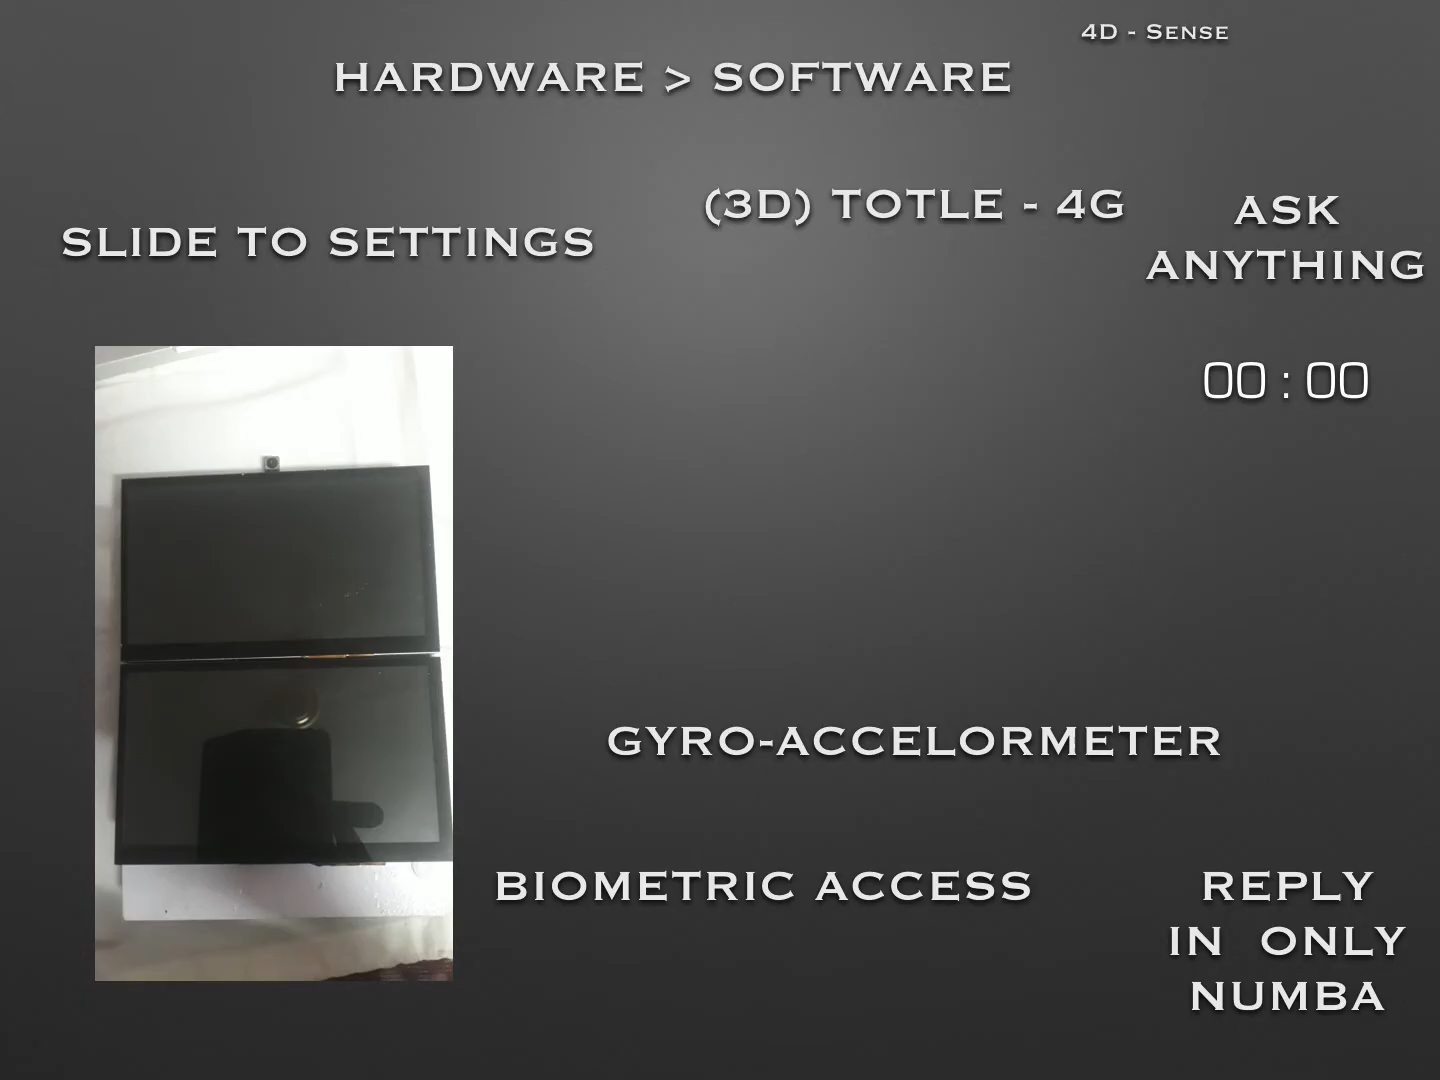 4D - Sense
HARDWARE > SOFTWARE
(3D) TOTLE - 4G
SLIDE TO SETTINGS
ASK
ANYTHING
00 : 00
GYRO-ACCELORMETER
BIOMETRIC ACCESS
REPLY
IN ONLY
NUMBA